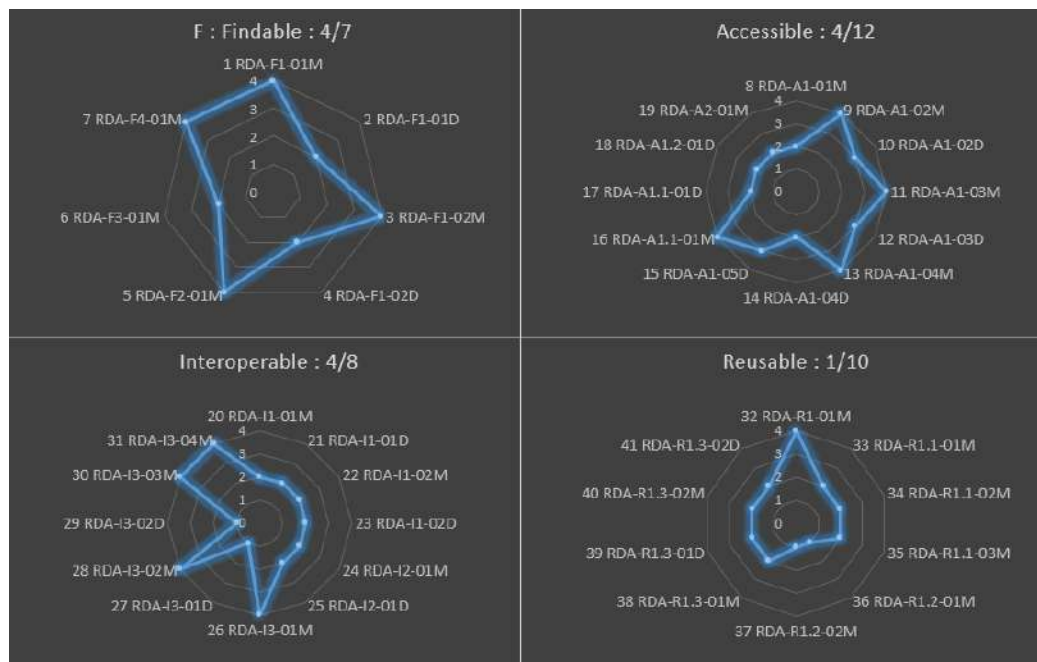 F : Findable : 4/7
1 RDA-F1-01M
4
3
2
1
0
7 RDA-F4-01M
2 RDA-F1-01D
6 RDA-F3-01M
3 RDA-F1-02M
5 RDA-F2-01M
4 RDA-F1-02D
Accessible : 4/12
8 RDA-A1-01M
4
3
2
1
0
19 RDA-A2-01M
9 RDA-A1-02M
18 RDA-A1.2-01D
10 RDA-A1-02D
17 RDA-A1.1-01D
11 RDA-A1-03M
16 RDA-A1.1-01M
12 RDA-A1-03D
15 RDA-A1-05D
13 RDA-A1-04M
14 RDA-A1-04D
Interoperable : 4/8
20 RDA-I1-01M
4
3
2
1
0
31 RDA-I3-04M
21 RDA-I1-01D
30 RDA-I3-03M
22 RDA-I1-02M
29 RDA-I3-02D
23 RDA-I1-02D
28 RDA-I3-02M
24 RDA-I2-01M
27 RDA-I3-01D
25 RDA-I2-01D
26 RDA-I3-01M
Reusable : 1/10
32 RDA-R1-01M
4
3
2
1
0
41 RDA-R1.3-02D
33 RDA-R1.1-01M
40 RDA-R1.3-02M
34 RDA-R1.1-02M
39 RDA-R1.3-01D
35 RDA-R1.1-03M
38 RDA-R1.3-01M
36 RDA-R1.2-01M
37 RDA-R1.2-02M